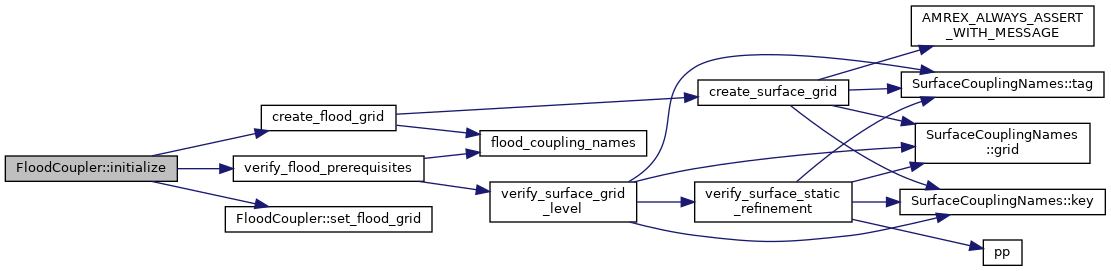 FloodCoupler::initialize
create_flood_grid
verify_flood_prerequisites
FloodCoupler::set_flood_grid
flood_coupling_names
verify_surface_grid
_level
create_surface_grid
verify_surface_static
_refinement
AMREX_ALWAYS_ASSERT
_WITH_MESSAGE
SurfaceCouplingNames::tag
SurfaceCouplingNames
::grid
SurfaceCouplingNames::key
pp